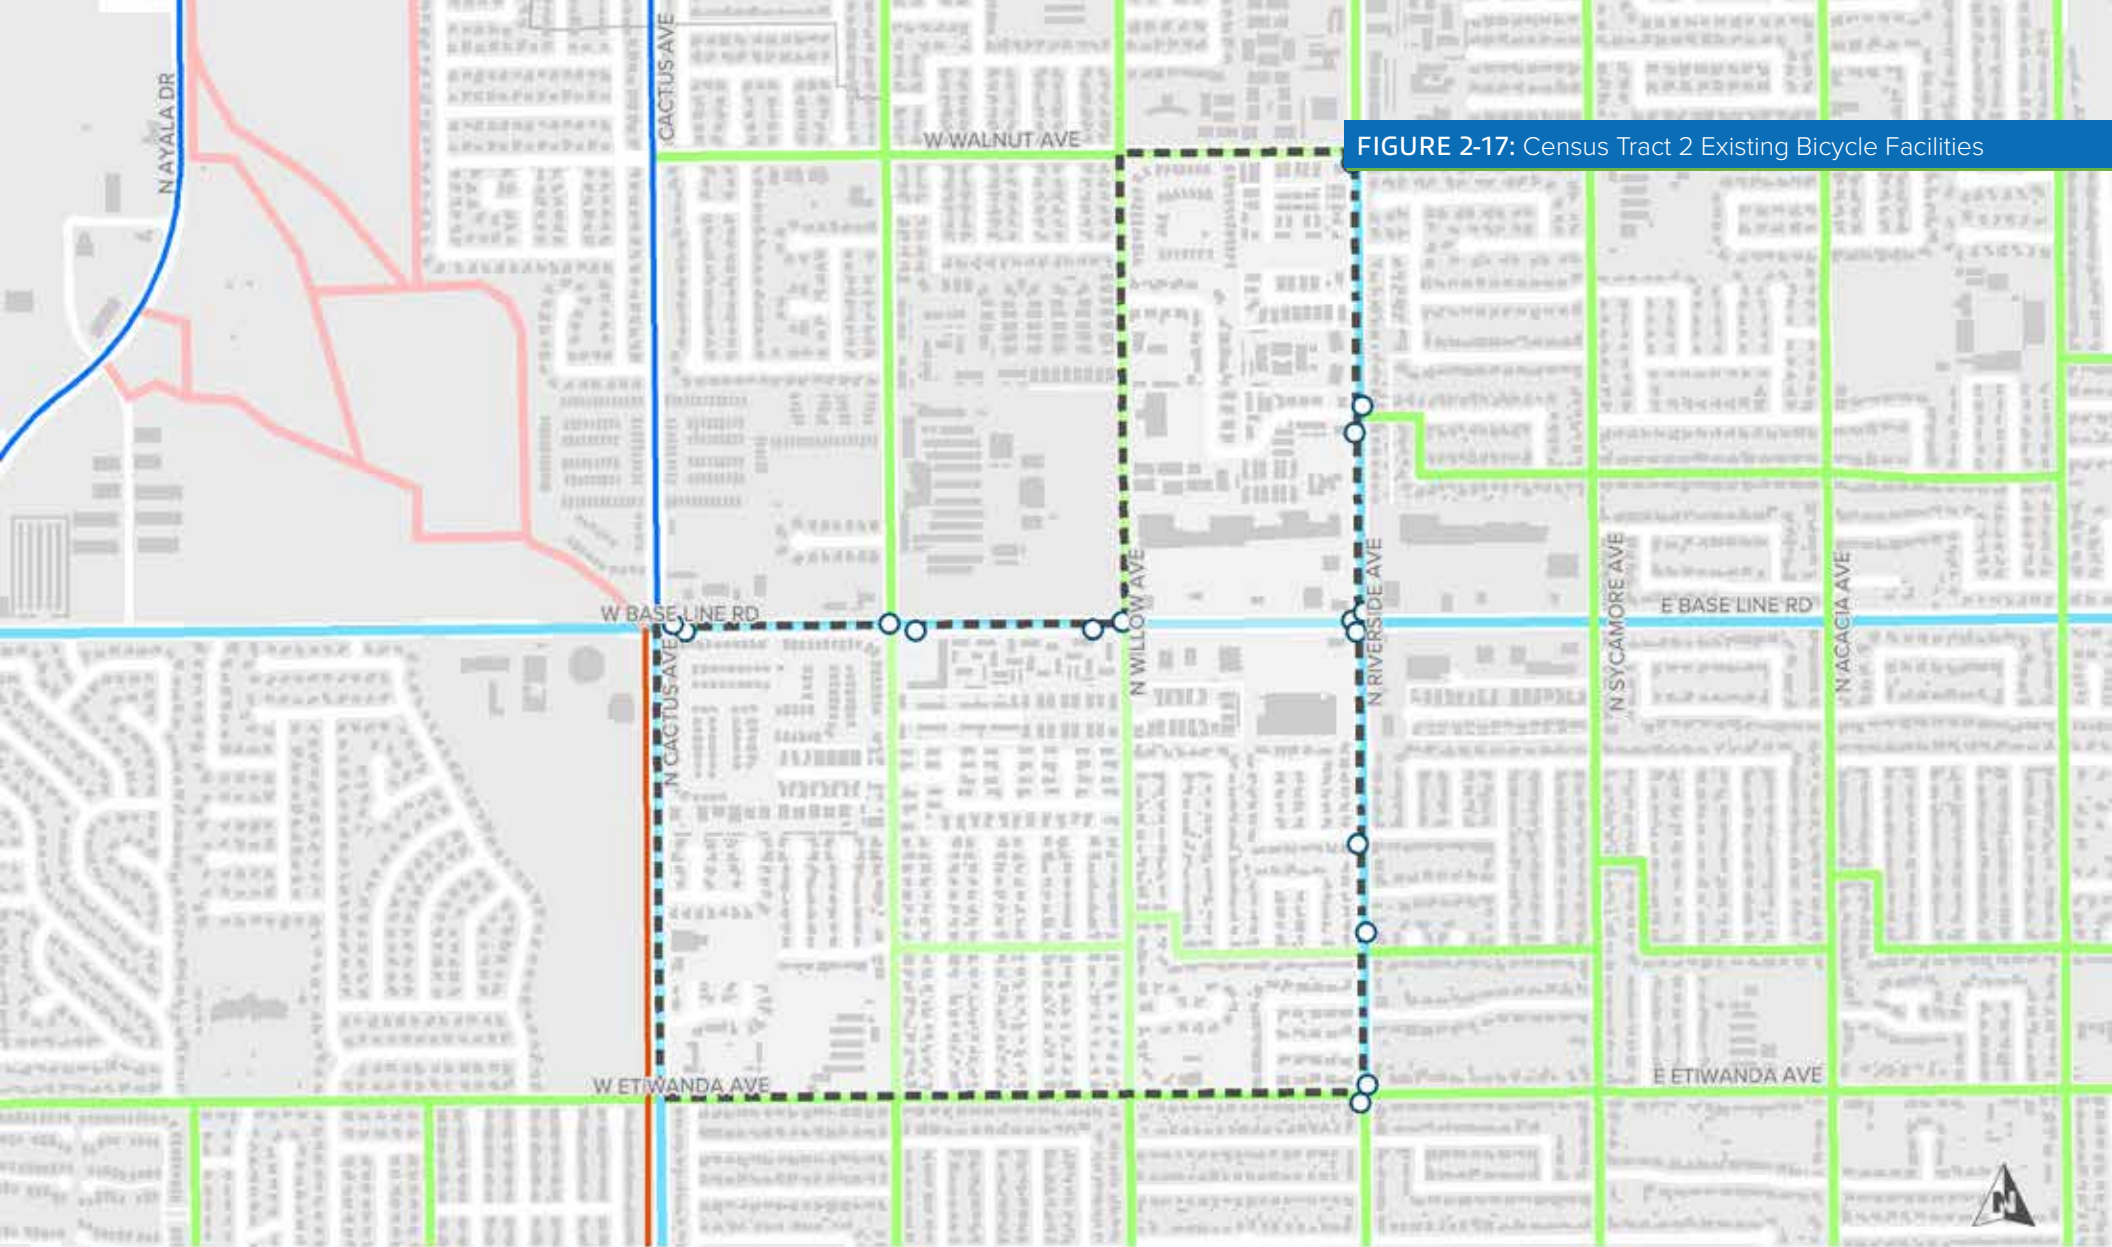 CACTUS AVE
N AYALA DR
W WALNUT AVE
FIGURE 2-17: Census Tract 2 Existing Bicycle Facilities
W BASE LINE RD
E BASE LINE RD
N CACTUS AVE
N WILLOW AVE
N RIVERSIDE AVE
N SYCAMORE AVE
N ACACIA AVE
W ETIWANDA AVE
E ETIWANDA AVE
N